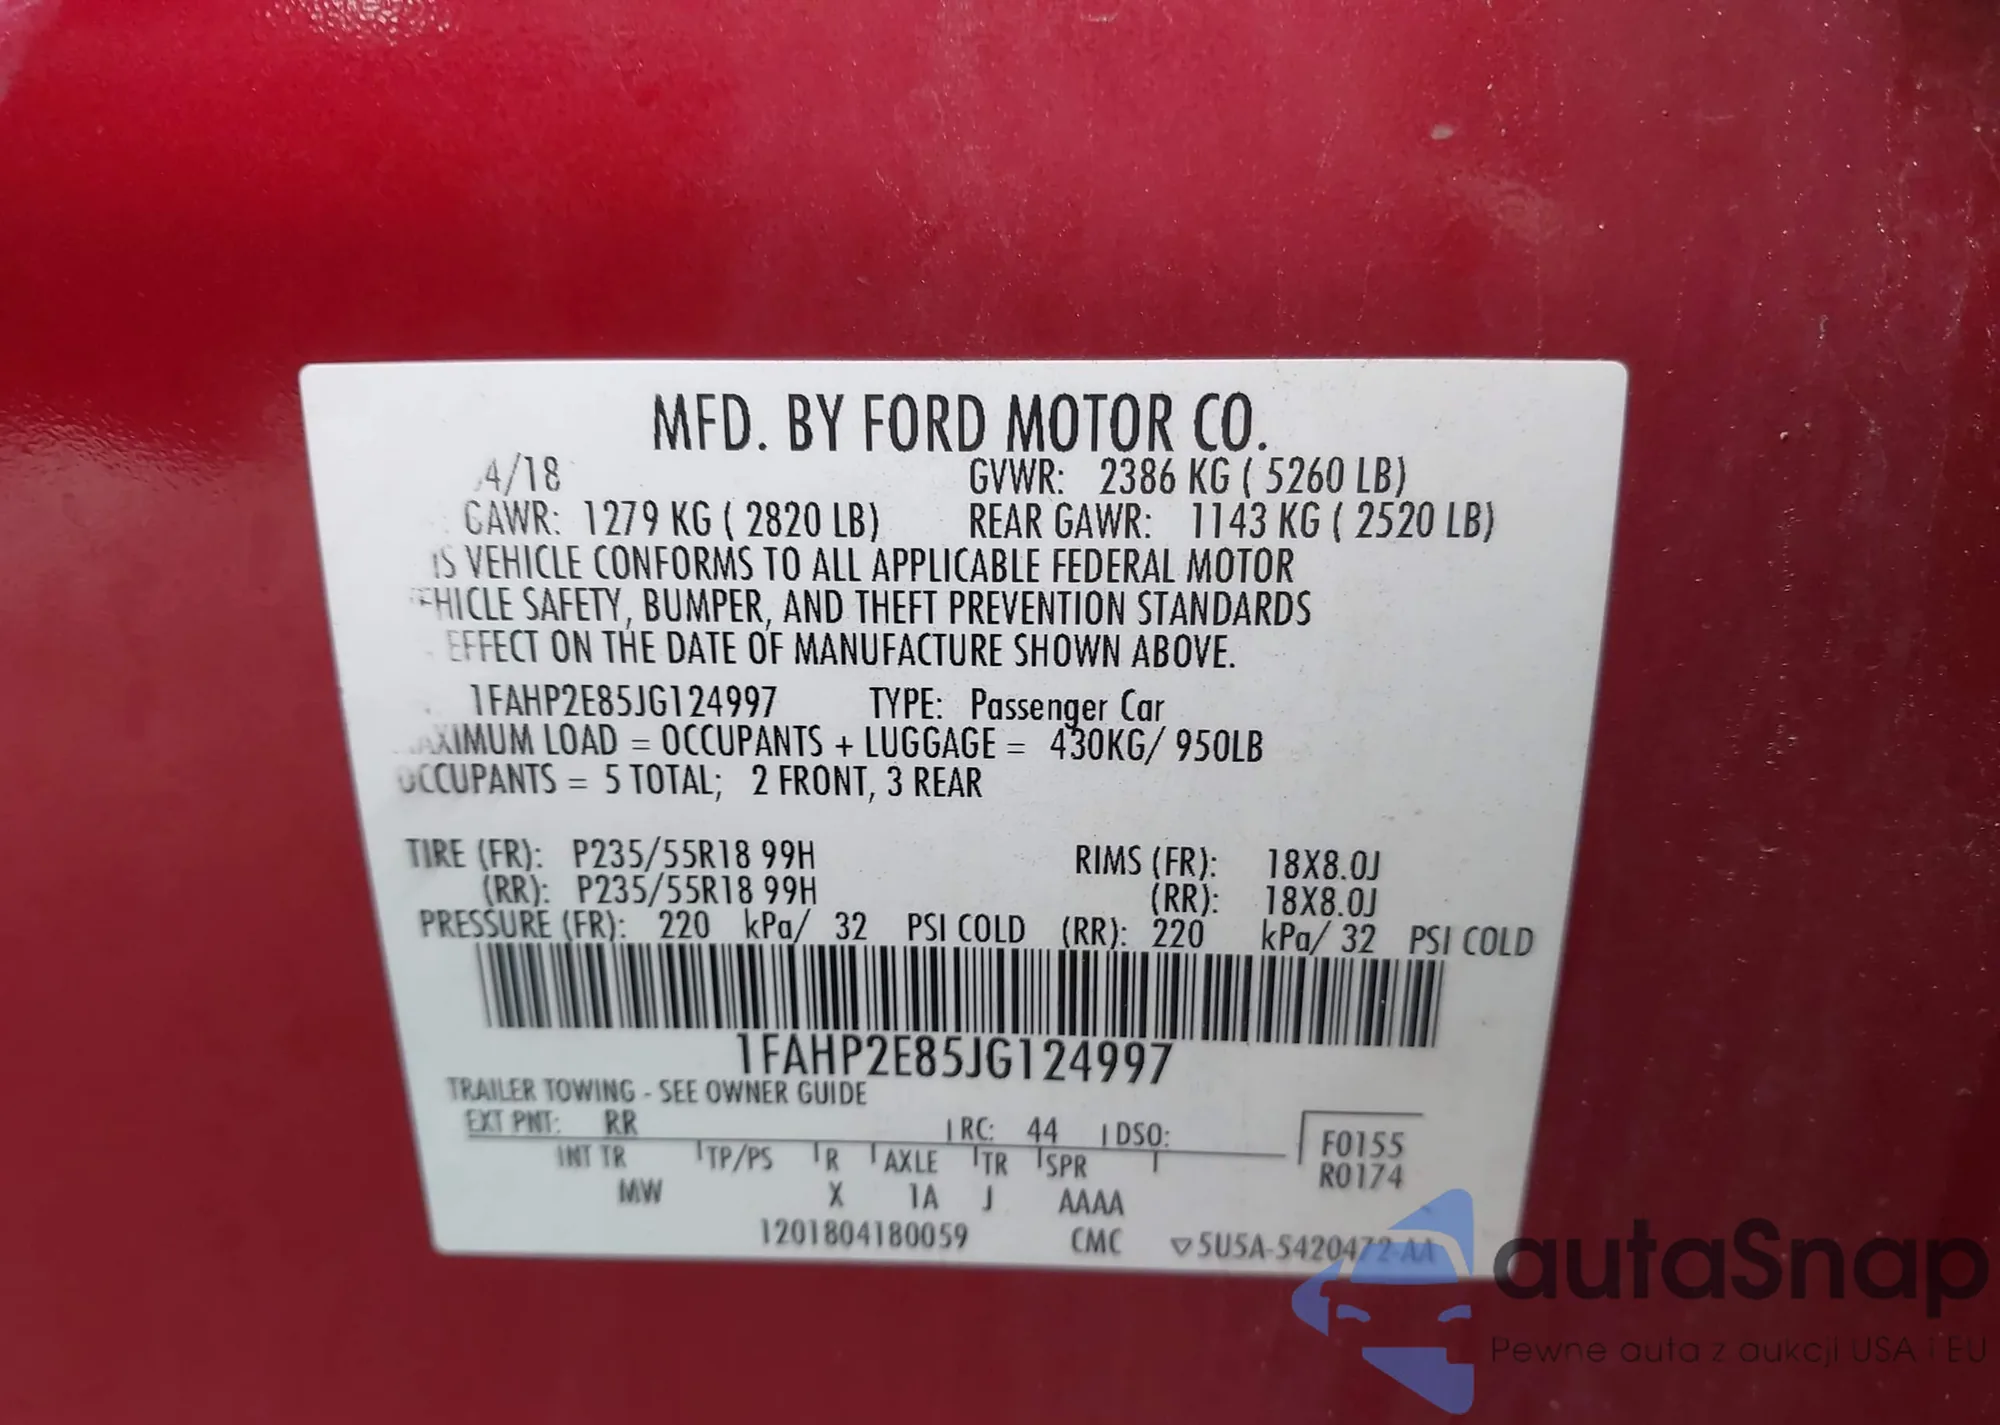 MFD. BY FORD MOTOR CO.
4/18 GVWR: 2386 KG ( 5260 LB)
GAWR: 1279 KG ( 2820 LB) REAR GAWR: 1143 KG ( 2520 LB)
IS VEHICLE CONFORMS TO ALL APPLICABLE FEDERAL MOTOR
EHICLE SAFETY, BUMPER, AND THEFT PREVENTION STANDARDS
EFFECT ON THE DATE OF MANUFACTURE SHOWN ABOVE.
1FAHP2E85JG124997 TYPE: Passenger Car
AXIMUM LOAD = OCCUPANTS + LUGGAGE = 430KG/ 950LB
OCCUPANTS = 5 TOTAL; 2 FRONT, 3 REAR
TIRE (FR): P235/55R18 99H RIMS (FR): 18X8.0J
(RR): P235/55R18 99H (RR): 18X8.0J
PRESSURE (FR): 220 kPa/ 32 PSI COLD (RR): 220 kPa/ 32 PSI COLD
1FAHP2E85JG124997
TRAILER TOWING - SEE OWNER GUIDE
EXT PNT: RR RC: 44 DSO: F0155
INT TR TP/PS R AXLE TR SPR R0174
MW X 1A J AAAA
1201804180059 CMC ▽5U5A-5420472-AA
autaSnap
Pewne auta z aukcji USA i EU